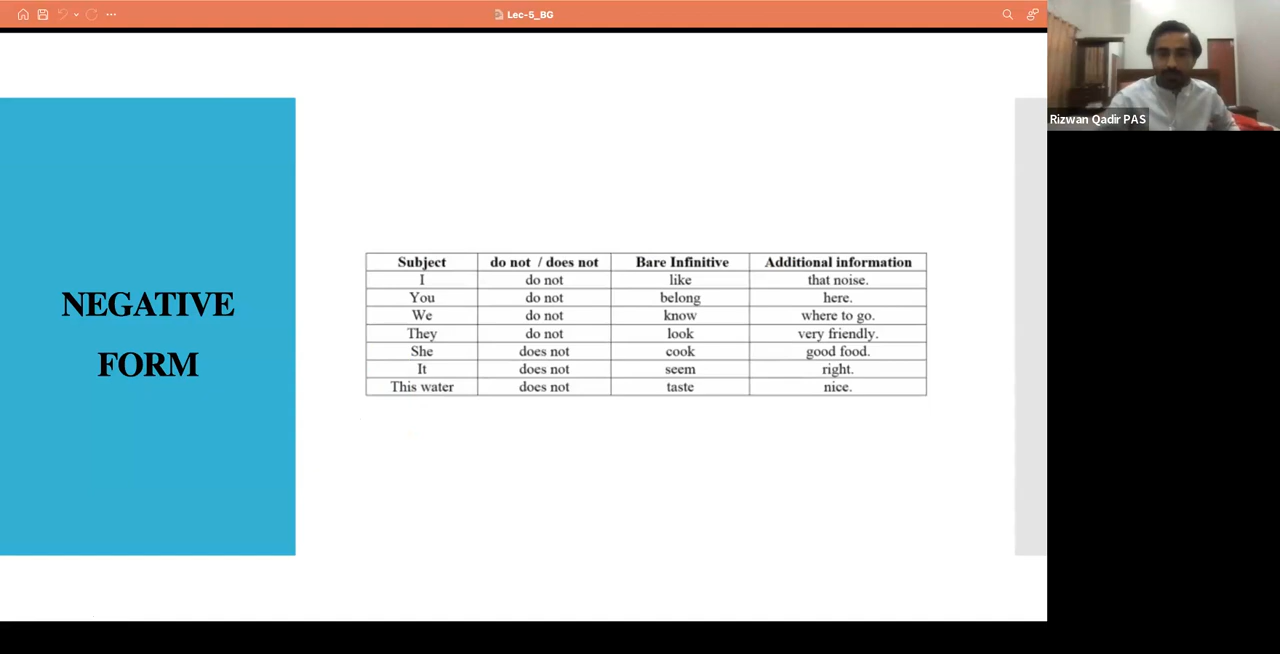 Lec-5_BG
Rizwan Qadir PAS
NEGATIVE
FORM
Subject do not / does not Bare Infinitive Additional information
I do not like that noise.
You do not belong here.
We do not know where to go.
They do not look very friendly.
She does not cook good food.
It does not seem right.
This water does not taste nice.